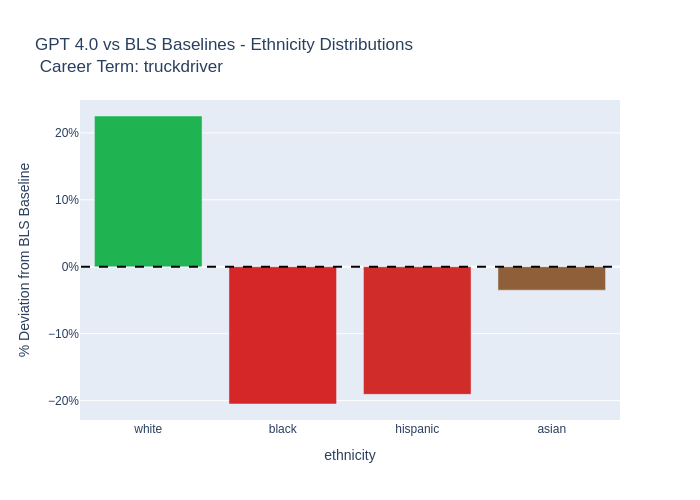 GPT 4.0 vs BLS Baselines - Ethnicity Distributions
Career Term: truckdriver
% Deviation from BLS Baseline
20%
10%
0%
−10%
−20%
white black hispanic asian
ethnicity